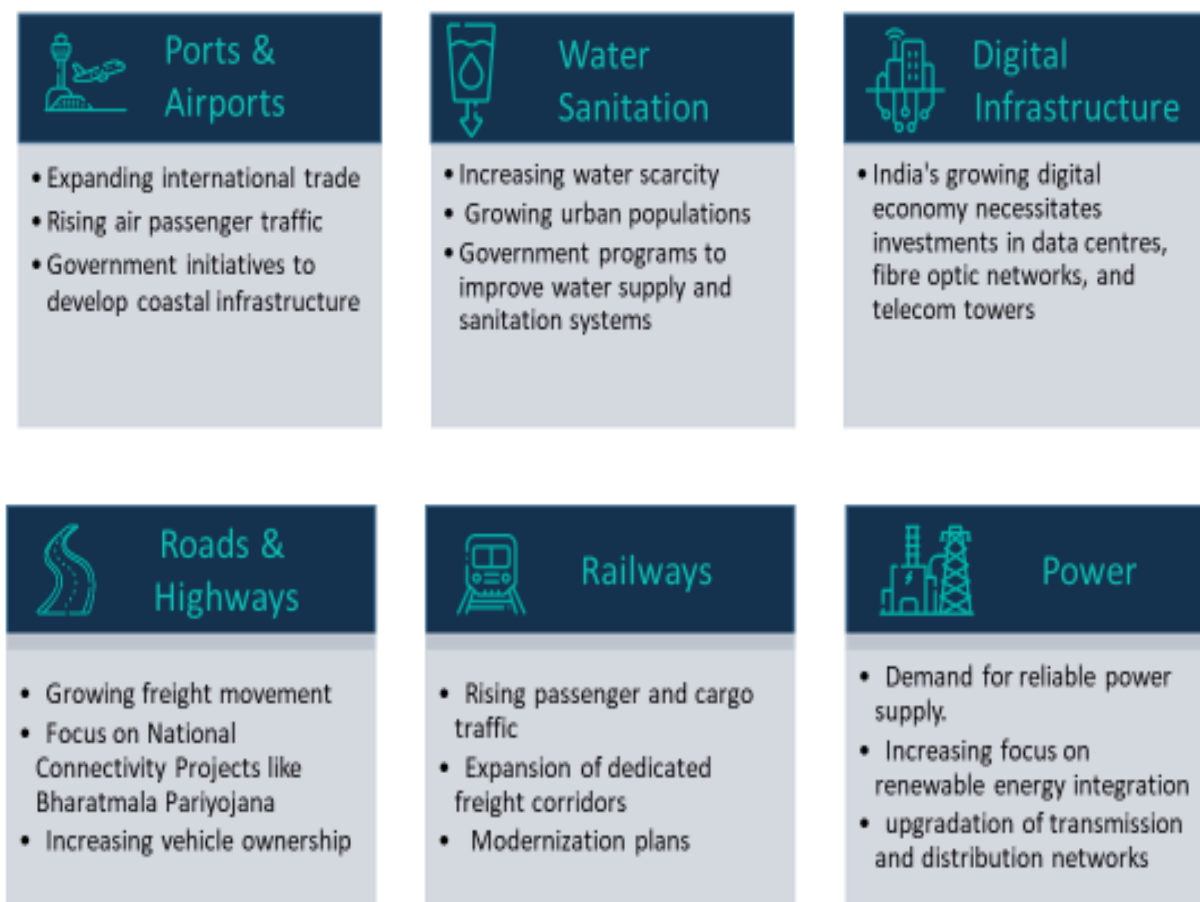 Ports &
Airports
• Expanding international trade
• Rising air passenger traffic
• Government initiatives to
develop coastal infrastructure
Water
Sanitation
• Increasing water scarcity
• Growing urban populations
• Government programs to
improve water supply and
sanitation systems
Digital
Infrastructure
• India's growing digital
economy necessitates
investments in data centres,
fibre optic networks, and
telecom towers
Roads &
Highways
• Growing freight movement
• Focus on National
Connectivity Projects like
Bharatmala Pariyojana
• Increasing vehicle ownership
Railways
• Rising passenger and cargo
traffic
• Expansion of dedicated
freight corridors
• Modernization plans
Power
• Demand for reliable power
supply.
• Increasing focus on
renewable energy integration
• upgradation of transmission
and distribution networks